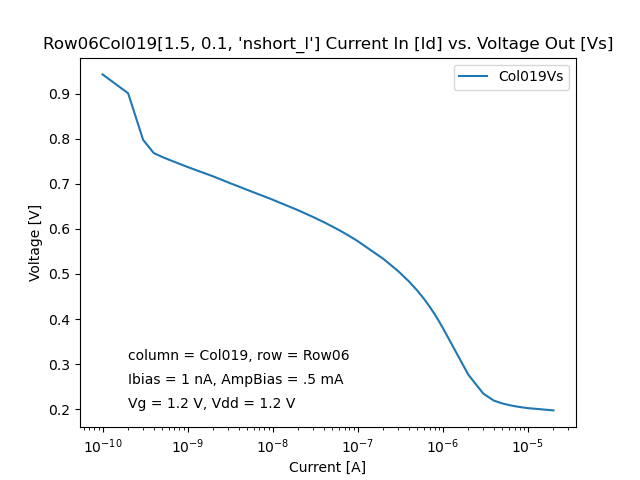 Row06Col019[1.5, 0.1, 'nshort_l'] Current In [Id] vs. Voltage Out [Vs]
Col019Vs
0.9
0.8
0.7
0.6
0.5
0.4
0.3
0.2
Voltage [V]
column = Col019, row = Row06
Ibias = 1 nA, AmpBias = .5 mA
Vg = 1.2 V, Vdd = 1.2 V
10⁻¹⁰ 10⁻⁹ 10⁻⁸ 10⁻⁷ 10⁻⁶ 10⁻⁵
Current [A]